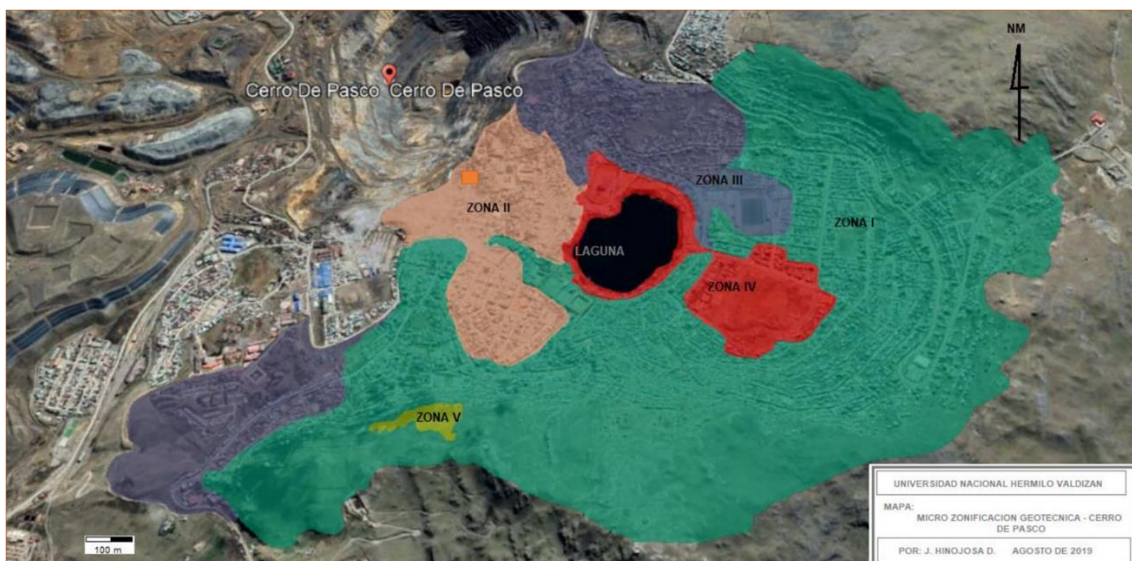 NM
Cerro De Pasco Cerro De Pasco
ZONA III
ZONA II
ZONA I
LAGUNA
ZONA IV
ZONA V
100 m
UNIVERSIDAD NACIONAL HERMILO VALDIZAN
MAPA:
MICRO ZONIFICACION GEOTECNICA - CERRO
DE PASCO
POR: J. HINOJOSA D. AGOSTO DE 2019